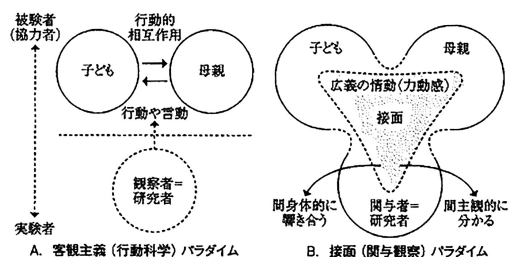 被験者
(協力者)
実験者
行動的
相互作用
子ども
母親
行動や言動
観察者=
研究者
A. 客観主義(行動科学)パラダイム
子ども
母親
広義の情動(力動感)
接面
間身体的に
響き合う
関与者=
研究者
間主観的に
分かる
B. 接面(関与観察)パラダイム